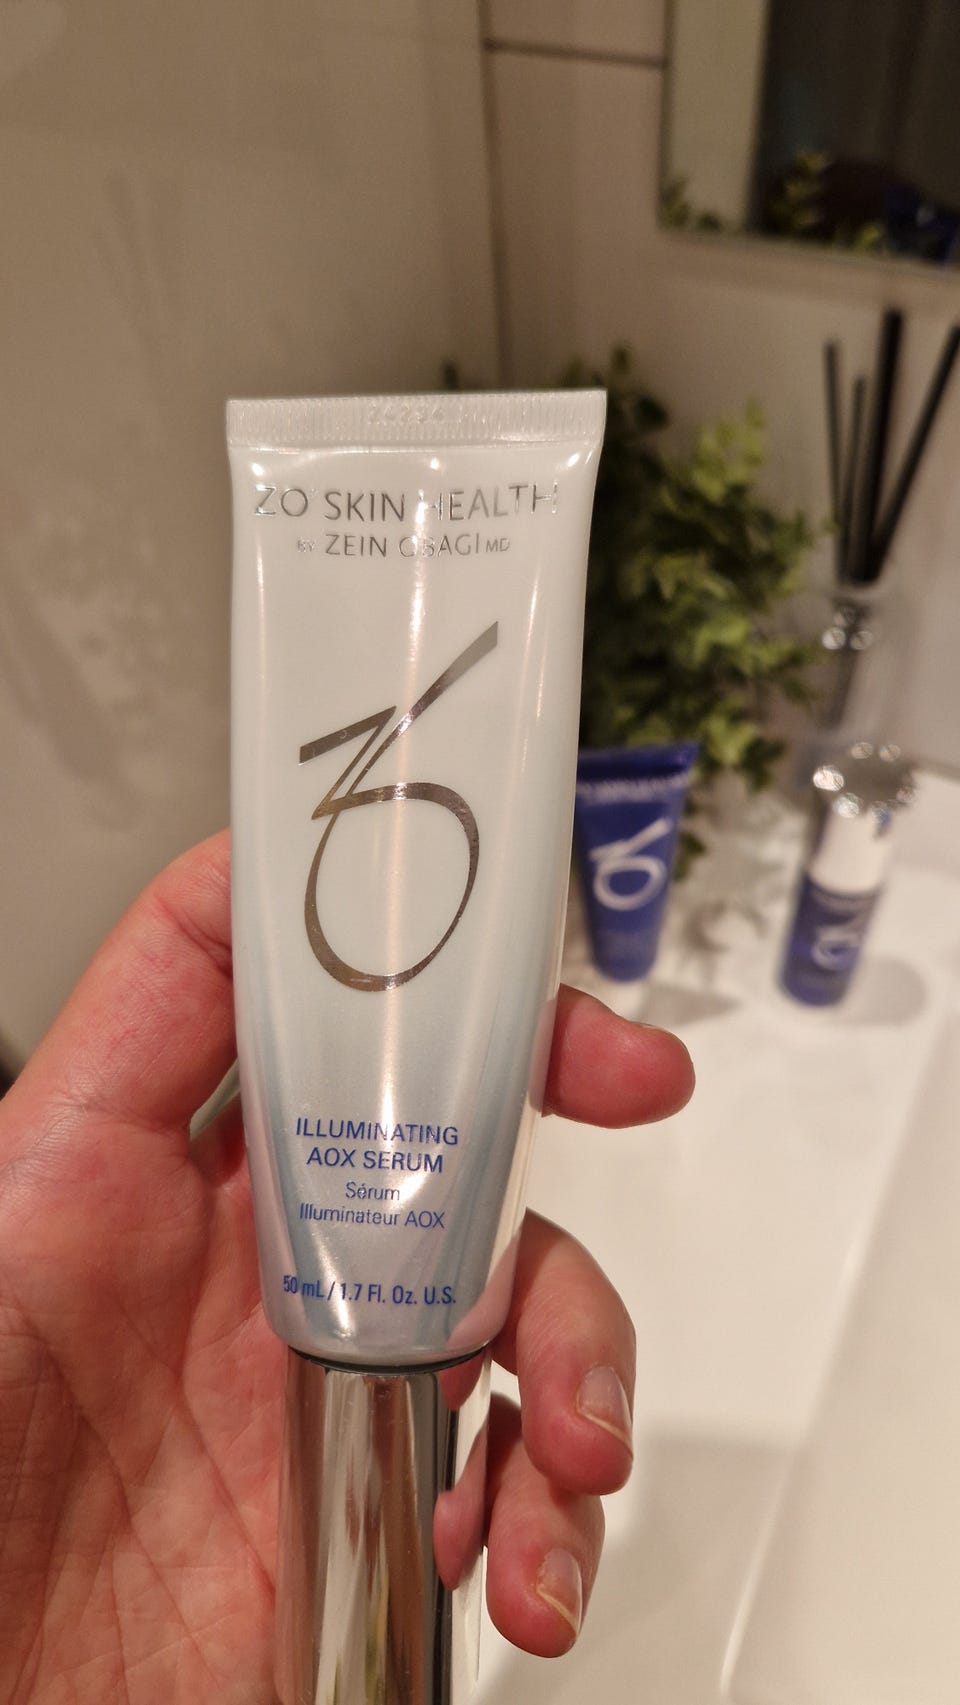 ZO® SKIN HEALTH
BY ZEIN OBAGI MD
ILLUMINATING
AOX SERUM
Sérum
Illuminateur AOX
50 mL / 1.7 Fl. Oz. U.S.